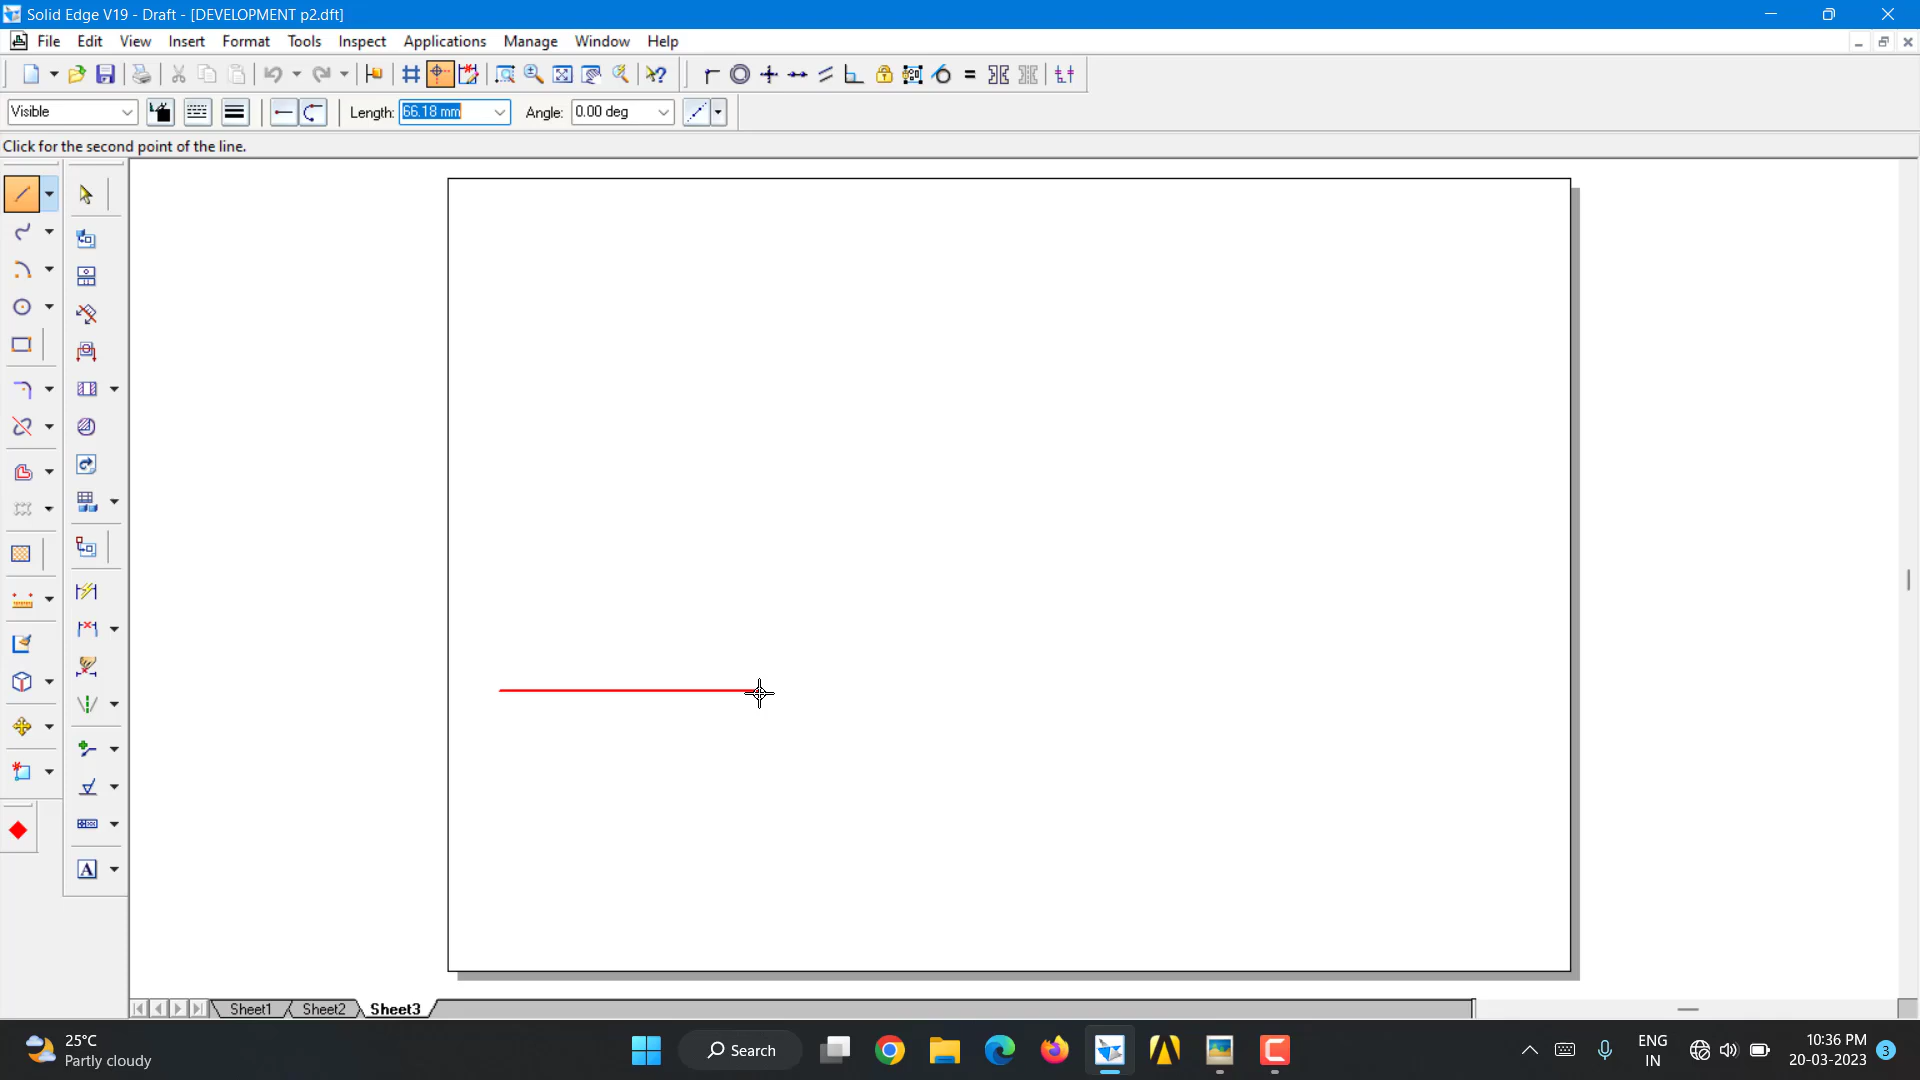 Solid Edge V19 - Draft - [DEVELOPMENT p2.dft]
File Edit View Insert Format Tools Inspect Applications Manage Window Help
Visible Length: 66.18 mm Angle: 0.00 deg
Click for the second point of the line.
A
Sheet1 Sheet2 Sheet3
25°C
Partly cloudy
Search
ENG
IN
10:36 PM
20-03-2023
3